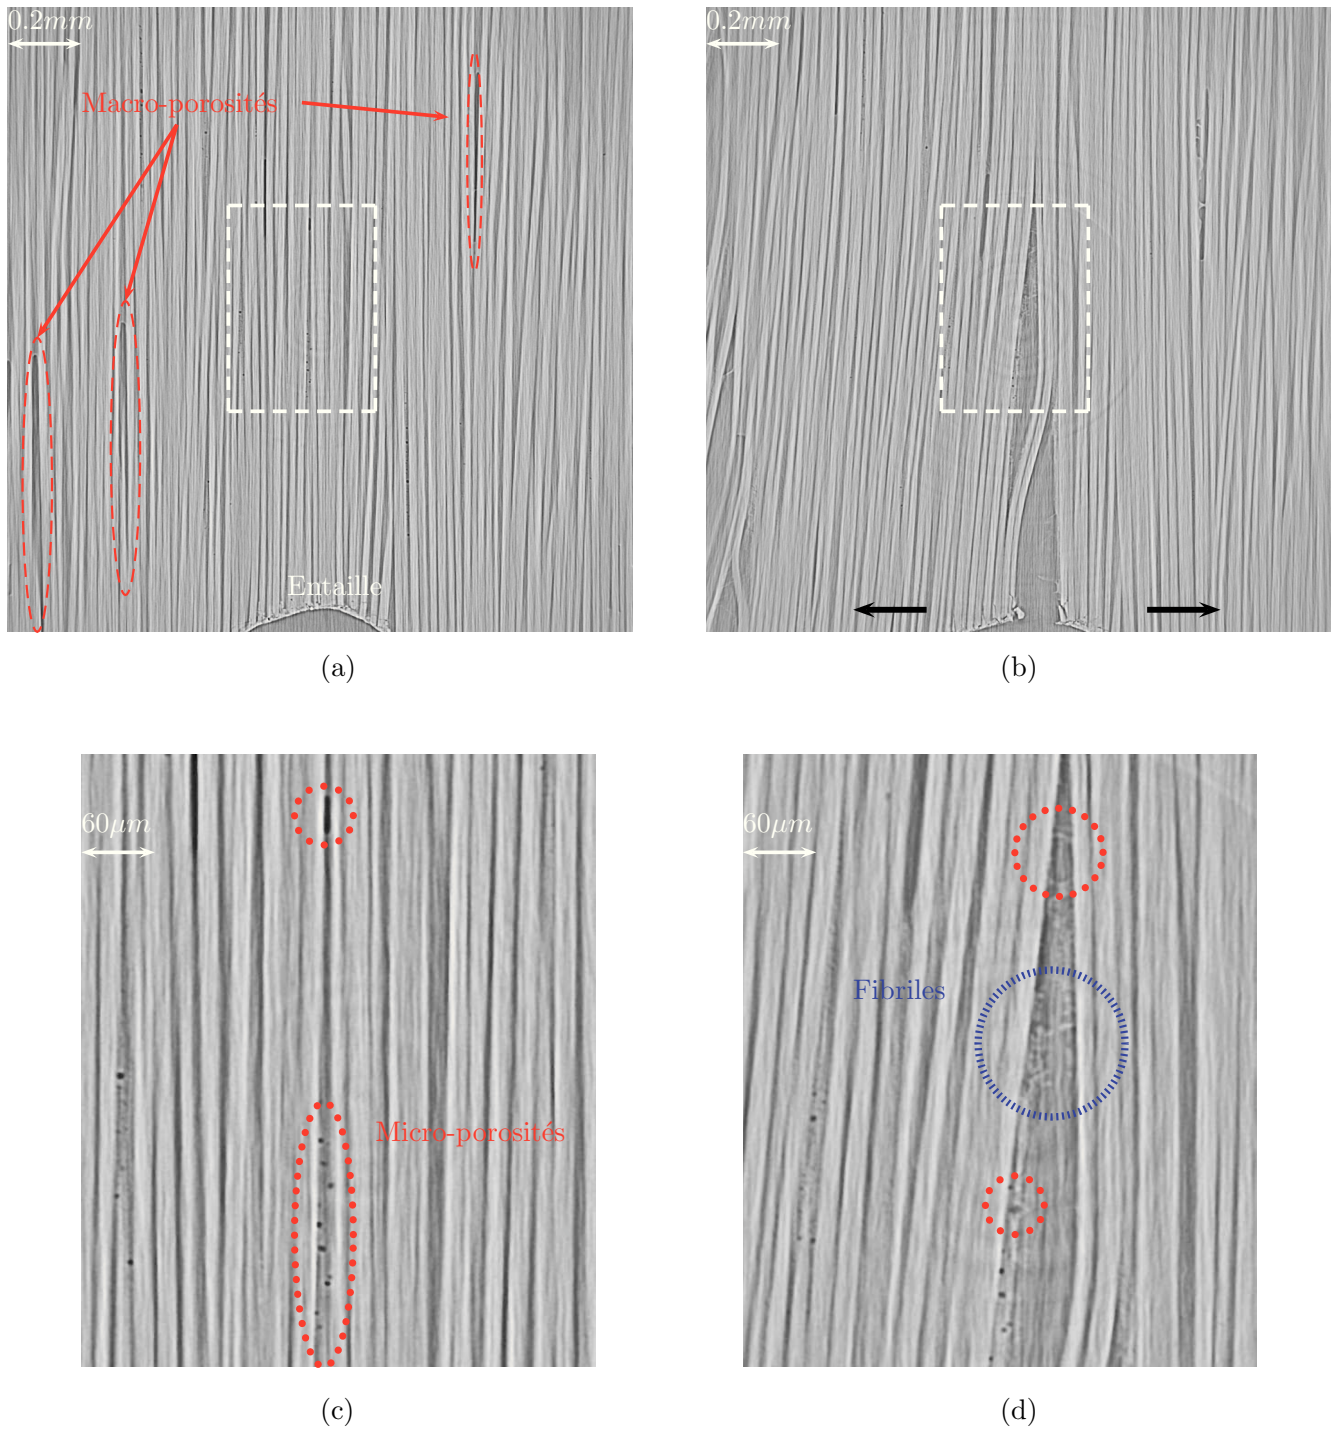 0.2mm
0.2mm
Macro-porosités
Entaille
(a)
(b)
60μm
60μm
Fibriles
Micro-porosités
(c)
(d)